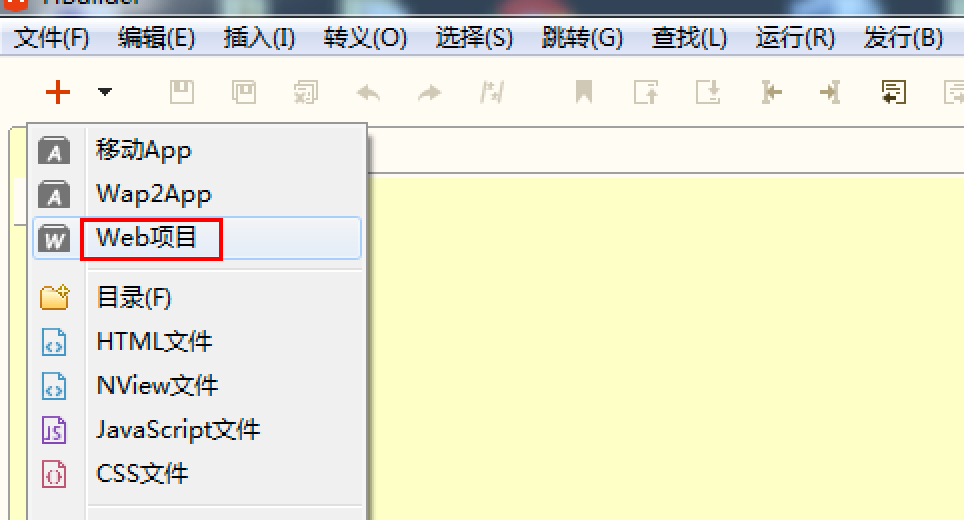 HBuilder
文件(F) 编辑(E) 插入(I) 转义(O) 选择(S) 跳转(G) 查找(L) 运行(R) 发行(B)
移动App
Wap2App
Web项目
目录(F)
HTML文件
NView文件
JavaScript文件
CSS文件